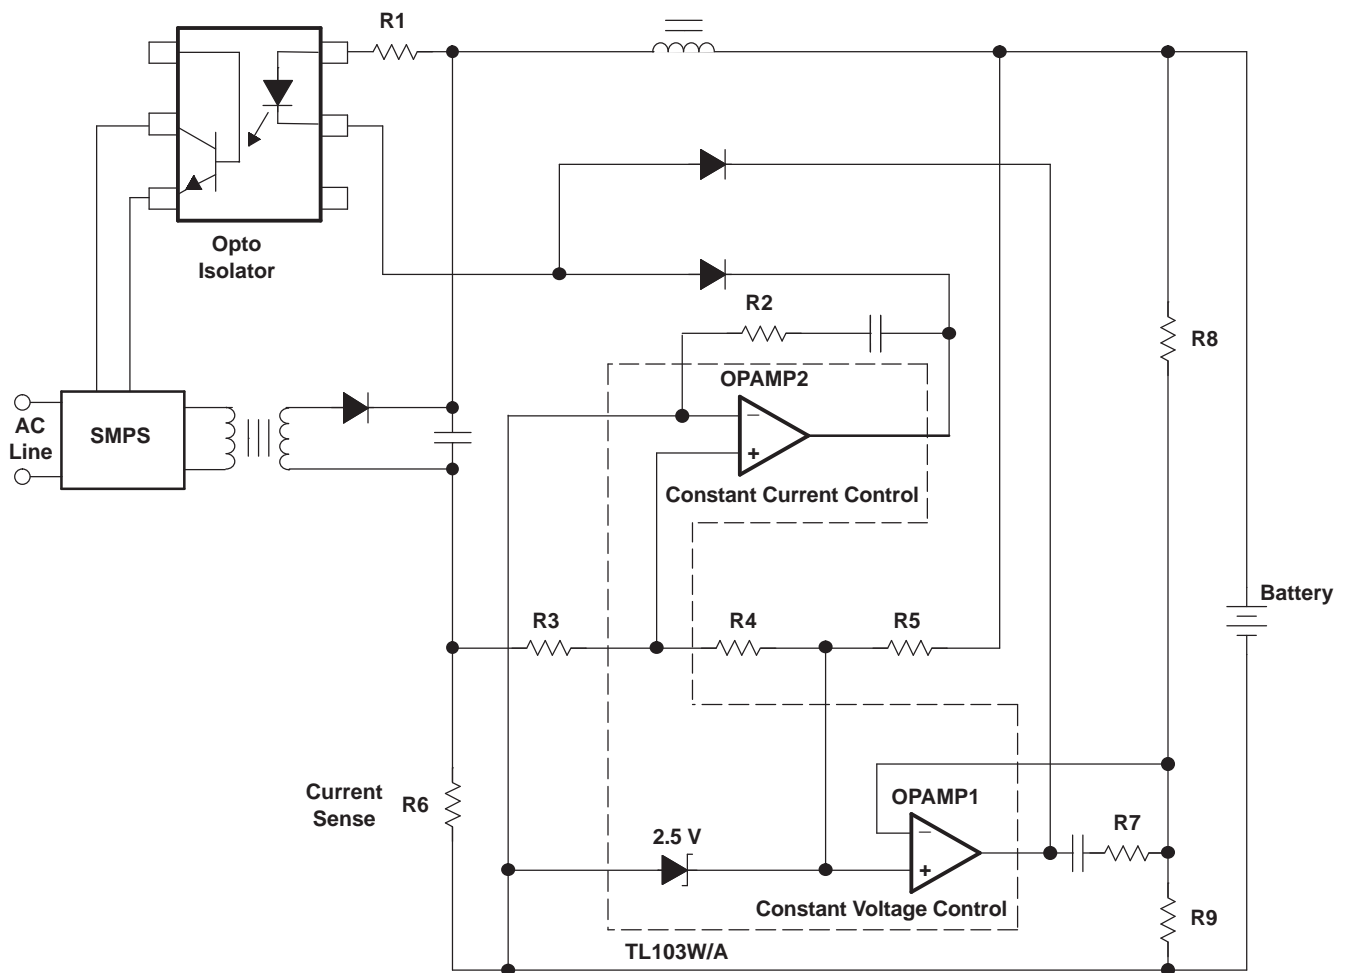 R1
Opto
Isolator
R2
R8
OPAMP2
AC
Line
SMPS
−
+
Constant Current Control
Battery
R3
R4
R5
Current
Sense
R6
OPAMP1
2.5 V
−
+
R7
Constant Voltage Control
R9
TL103W/A